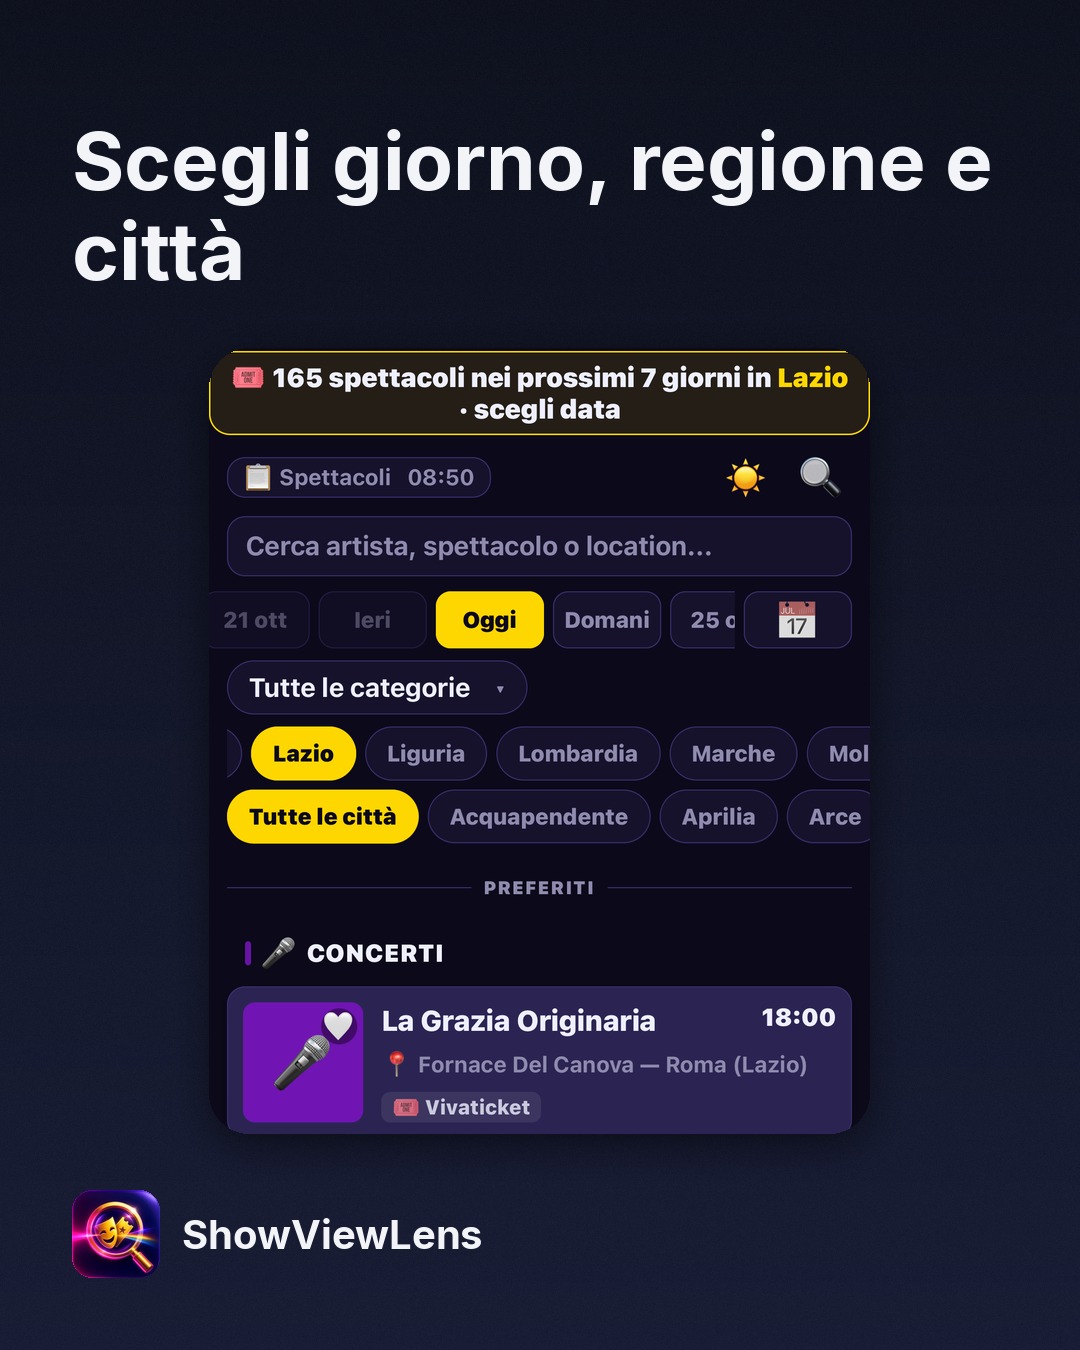 Scegli giorno, regione e
città
165 spettacoli nei prossimi 7 giorni in Lazio
· scegli data
Spettacoli 08:50
Cerca artista, spettacolo o location...
21 ott Ieri Oggi Domani 25 o JUL 17
Tutte le categorie
Lazio Liguria Lombardia Marche Mol
Tutte le città Acquapendente Aprilia Arce
PREFERITI
CONCERTI
La Grazia Originaria 18:00
Fornace Del Canova — Roma (Lazio)
Vivaticket
ShowViewLens